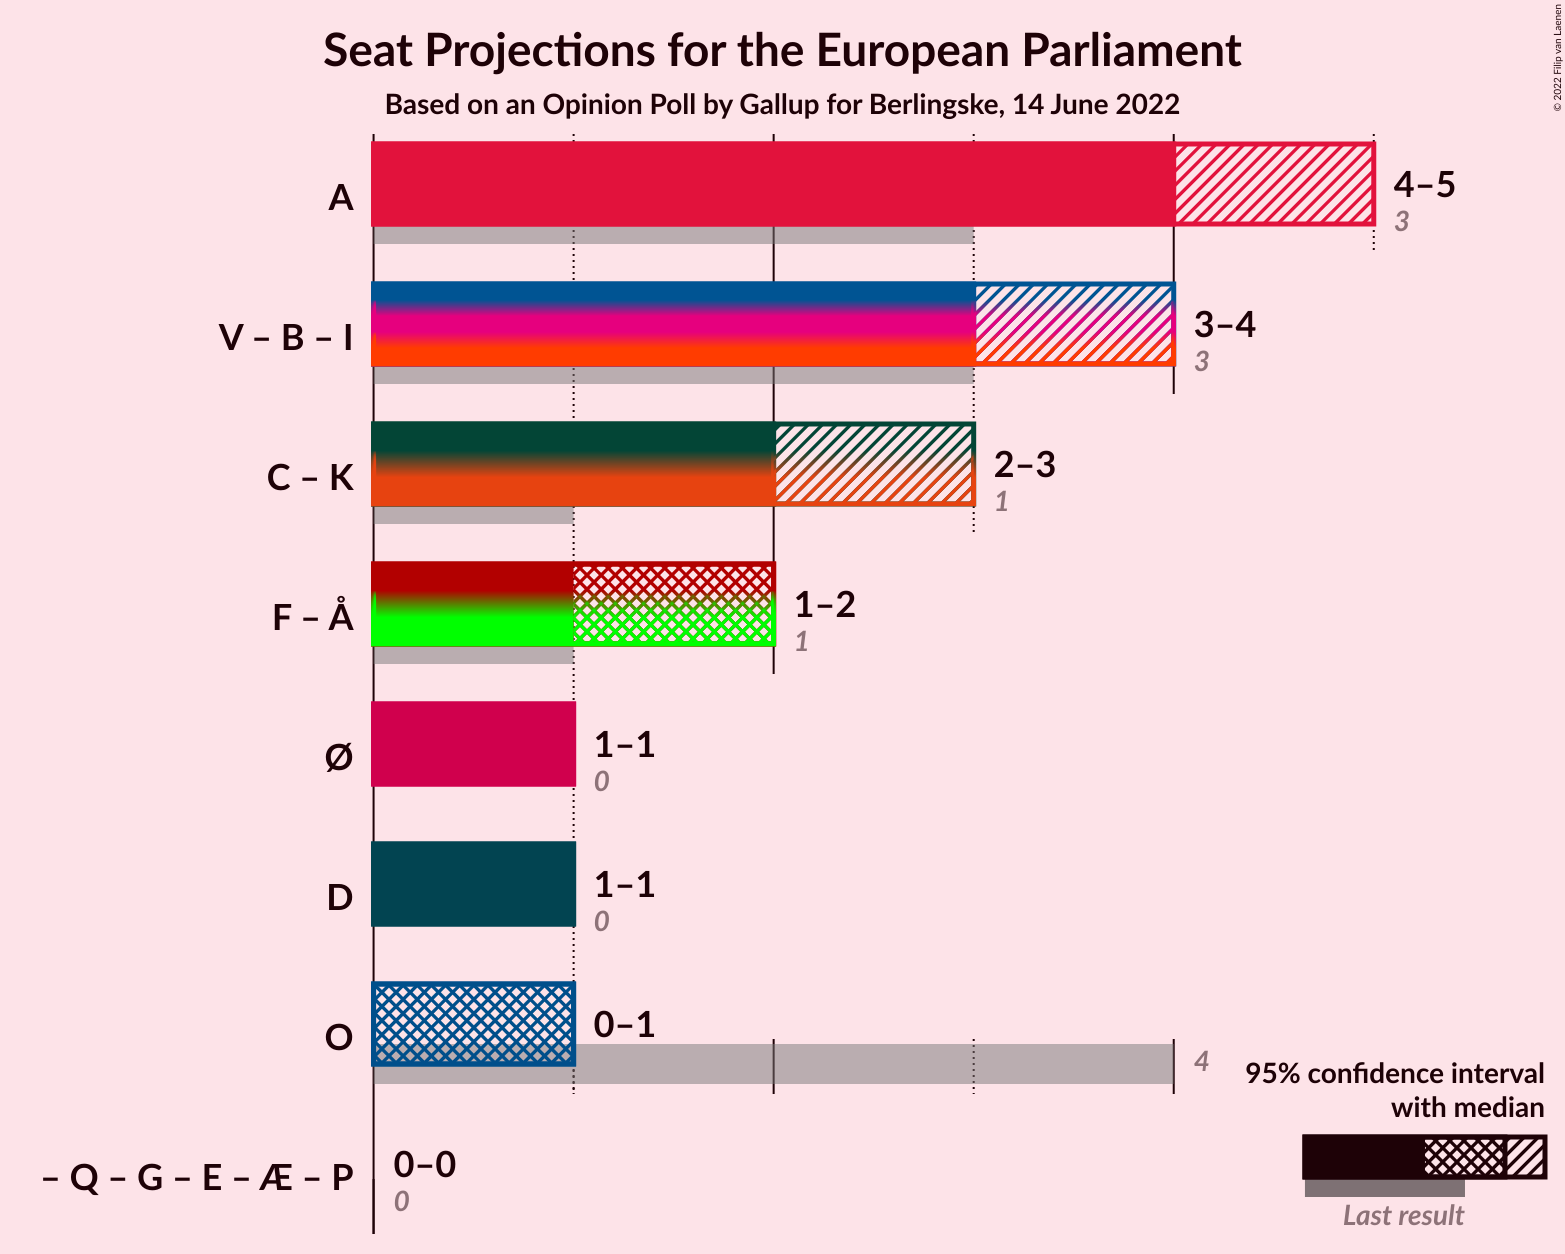 Seat Projections for the European Parliament
Based on an Opinion Poll by Gallup for Berlingske, 14 June 2022
© 2022 Filip van Laenen
A
4–5
3
V – B – I
3–4
3
C – K
2–3
1
F – Å
1–2
1
Ø
1–1
0
D
1–1
0
O
0–1
4
– Q – G – E – Æ – P
0–0
0
95% confidence interval
with median
Last result